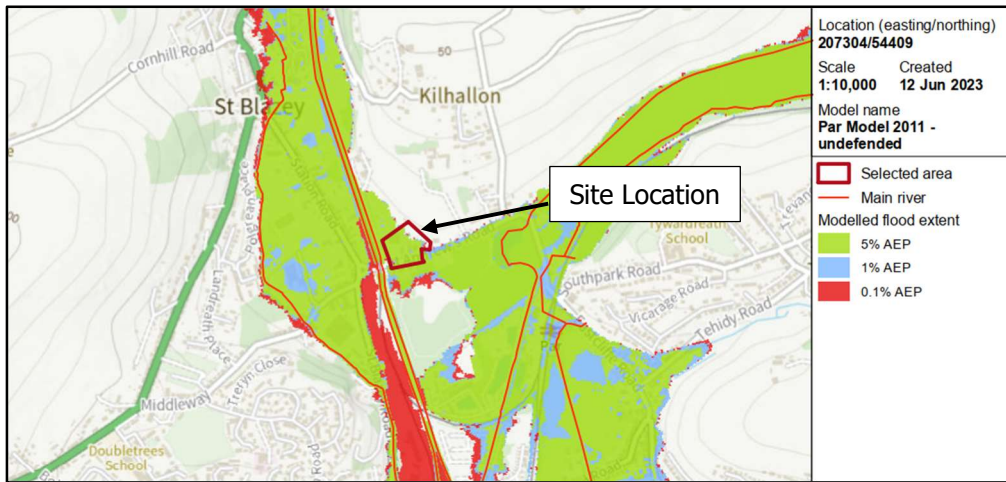 Cornhill Road
50
Kilhallon
St Blazey
Station Road
Site Location
Tywardreath
School
Southpark Road
Vicarage Road
Tehidy Road
Landreath Place
Middleway
Treryn Close
Doubletrees
School
Road
Location (easting/northing)
207304/54409
Scale Created
1:10,000 12 Jun 2023
Model name
Par Model 2011 -
undefended
Selected area
Main river
Modelled flood extent
5% AEP
1% AEP
0.1% AEP